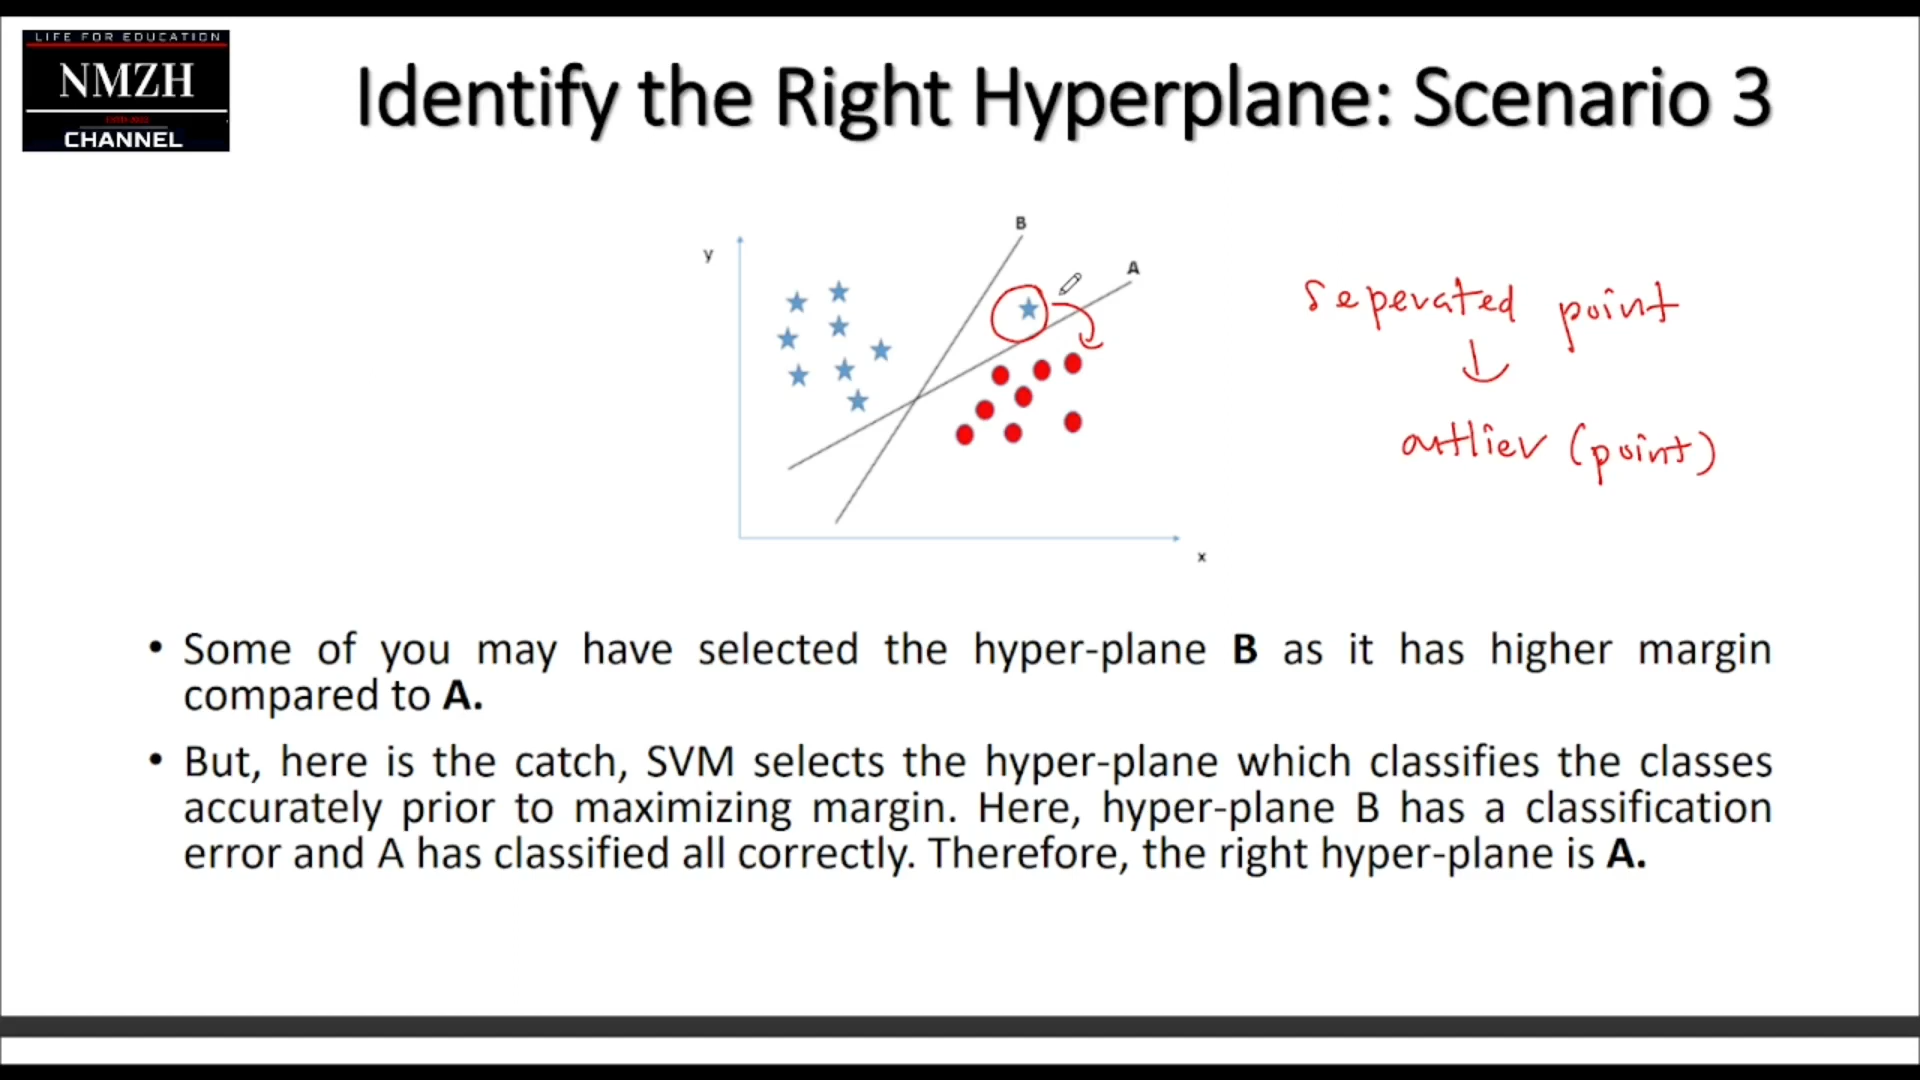 LIFE FOR EDUCATION
NMZH
CHANNEL
Identify the Right Hyperplane: Scenario 3
B
A
y
x
Seperated point
outlier (point)
• Some of you may have selected the hyper-plane B as it has higher margin
compared to A.
• But, here is the catch, SVM selects the hyper-plane which classifies the classes
accurately prior to maximizing margin. Here, hyper-plane B has a classification
error and A has classified all correctly. Therefore, the right hyper-plane is A.